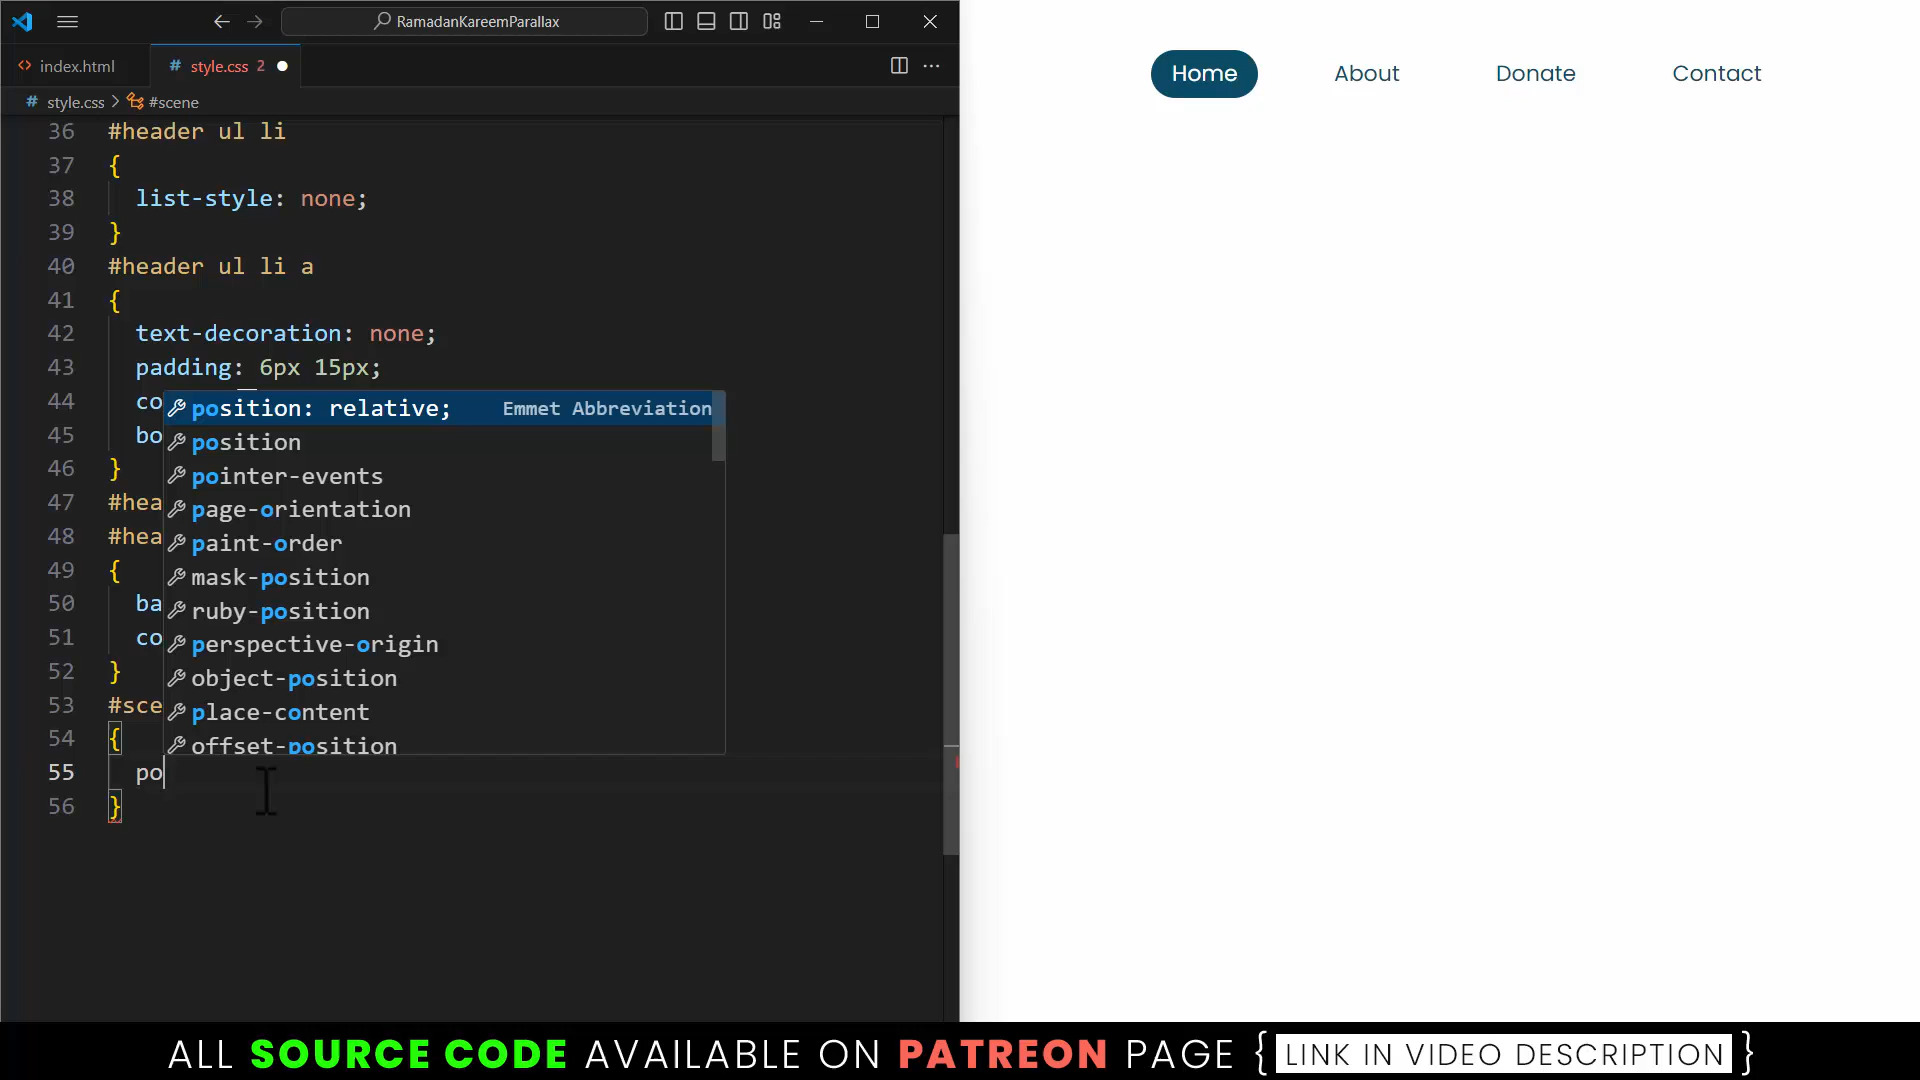 RamadanKareemParallax
index.html
# style.css 2
# style.css > #scene
36 #header ul li
37 {
38 list-style: none;
39 }
40 #header ul li a
41 {
42 text-decoration: none;
43 padding: 6px 15px;
44 co
45 bo
46 }
47 #hea
48 #hea
49 {
50 ba
51 co
52 }
53 #sce
54 {
55 po
56 }
position: relative; Emmet Abbreviation
position
pointer-events
page-orientation
paint-order
mask-position
ruby-position
perspective-origin
object-position
place-content
offset-position
Home About Donate Contact
ALL SOURCE CODE AVAILABLE ON PATREON PAGE { LINK IN VIDEO DESCRIPTION }